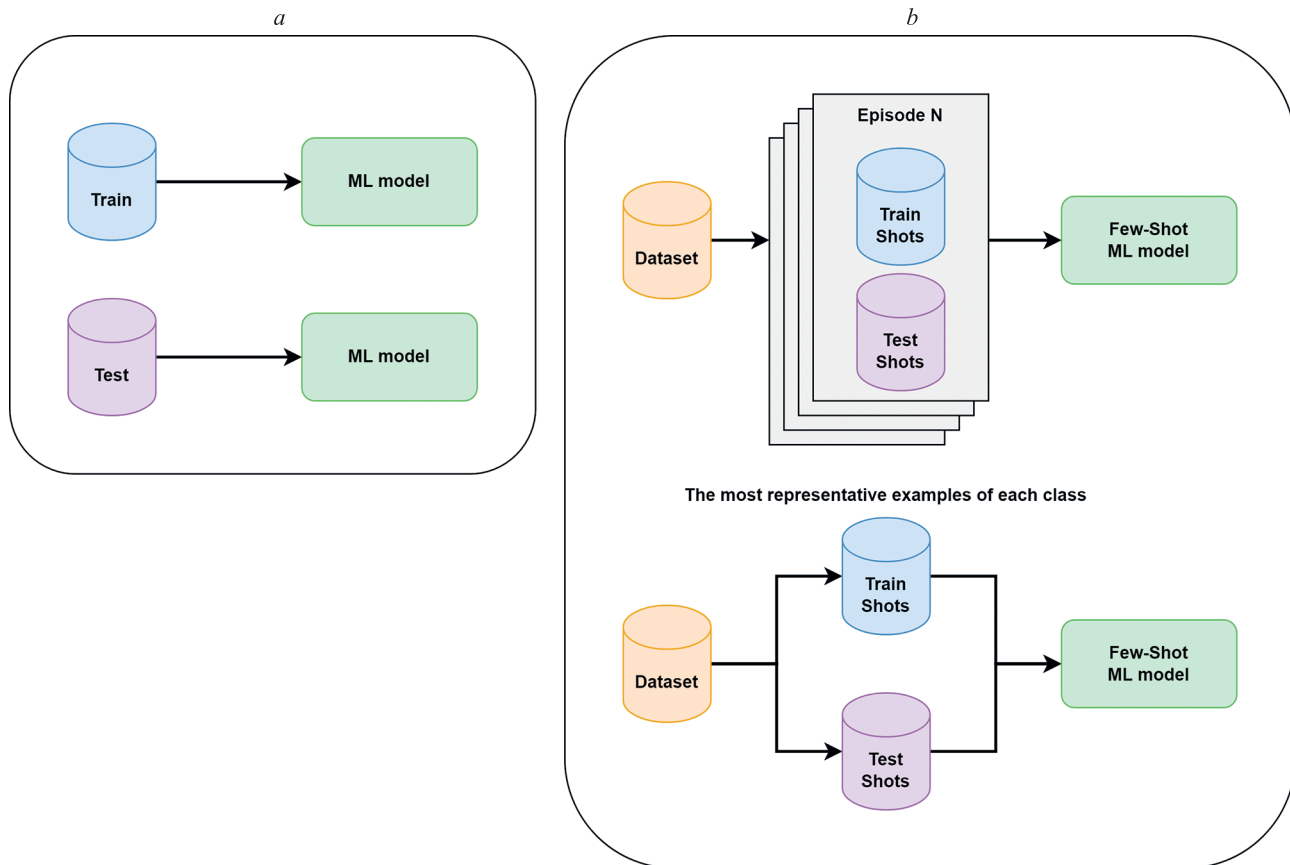 a
Train
ML model
Test
ML model
b
Episode N
Train
Shots
Dataset
Few-Shot
ML model
Test
Shots
The most representative examples of each class
Train
Shots
Dataset
Few-Shot
ML model
Test
Shots